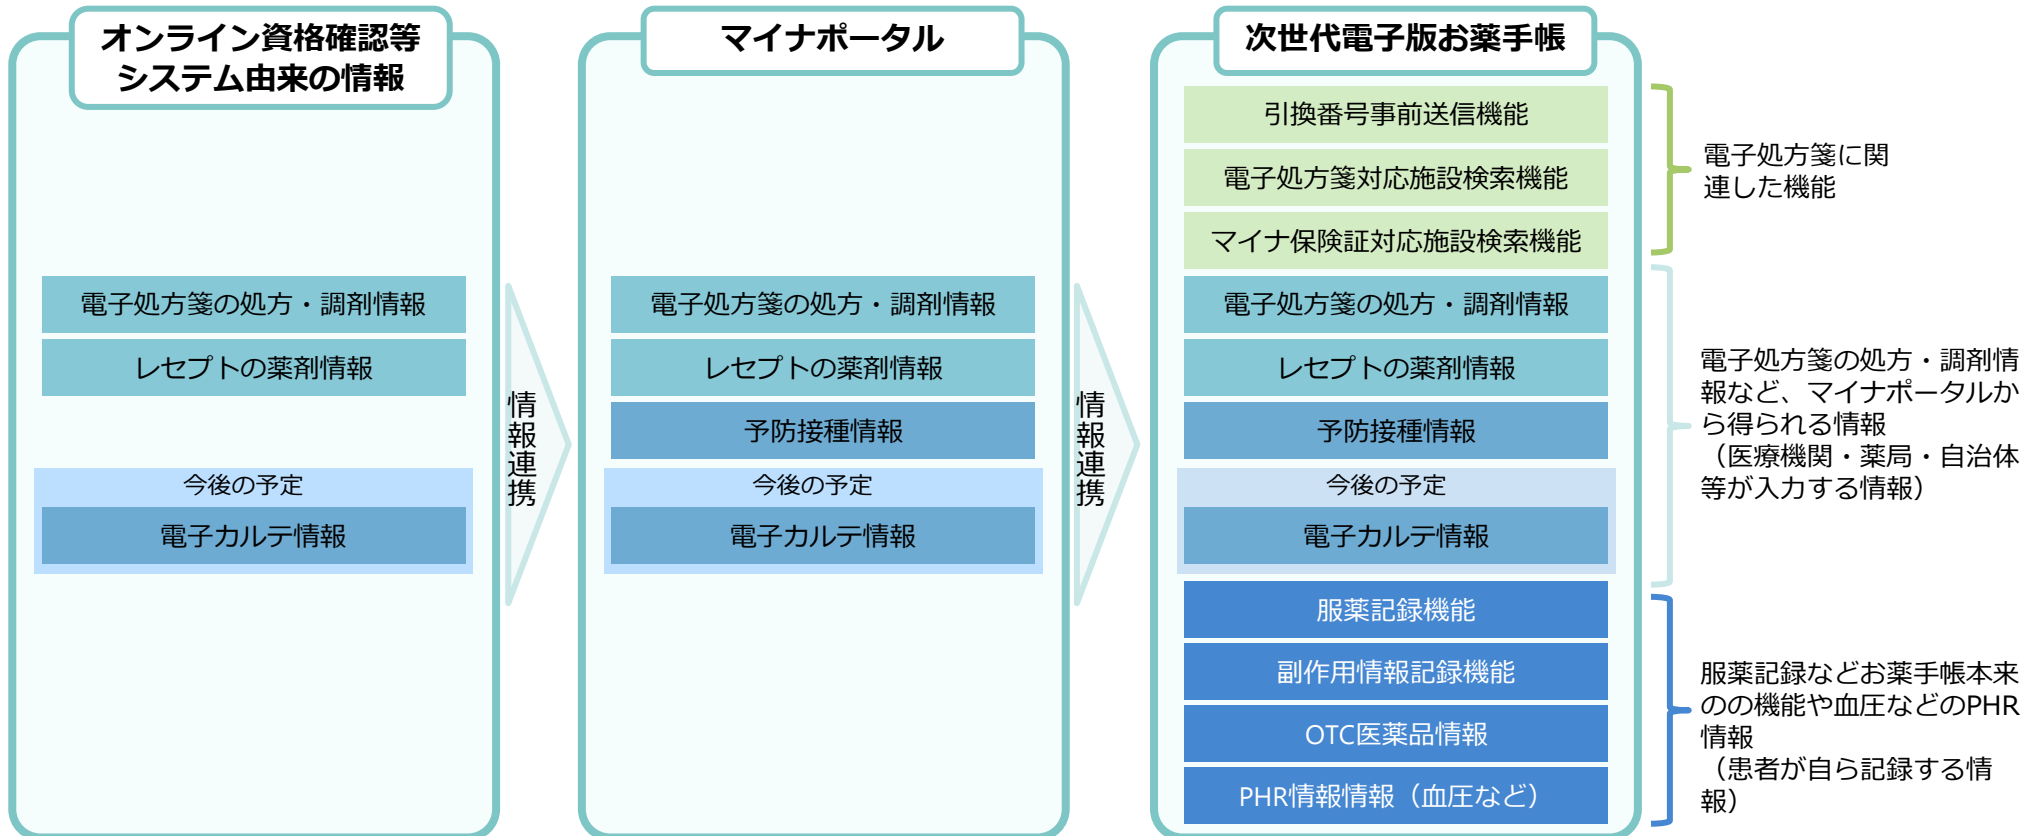 オンライン資格確認等
システム由来の情報
電子処方箋の処方・調剤情報
レセプトの薬剤情報
今後の予定
電子カルテ情報
情報連携
マイナポータル
電子処方箋の処方・調剤情報
レセプトの薬剤情報
予防接種情報
今後の予定
電子カルテ情報
情報連携
次世代電子版お薬手帳
引換番号事前送信機能
電子処方箋対応施設検索機能
マイナ保険証対応施設検索機能
電子処方箋の処方・調剤情報
レセプトの薬剤情報
予防接種情報
今後の予定
電子カルテ情報
服薬記録機能
副作用情報記録機能
OTC医薬品情報
PHR情報情報（血圧など）
電子処方箋に関
連した機能
電子処方箋の処方・調剤情
報など、マイナポータルか
ら得られる情報
（医療機関・薬局・自治体
等が入力する情報）
服薬記録などお薬手帳本来
のの機能や血圧などのPHR
情報
（患者が自ら記録する情
報）